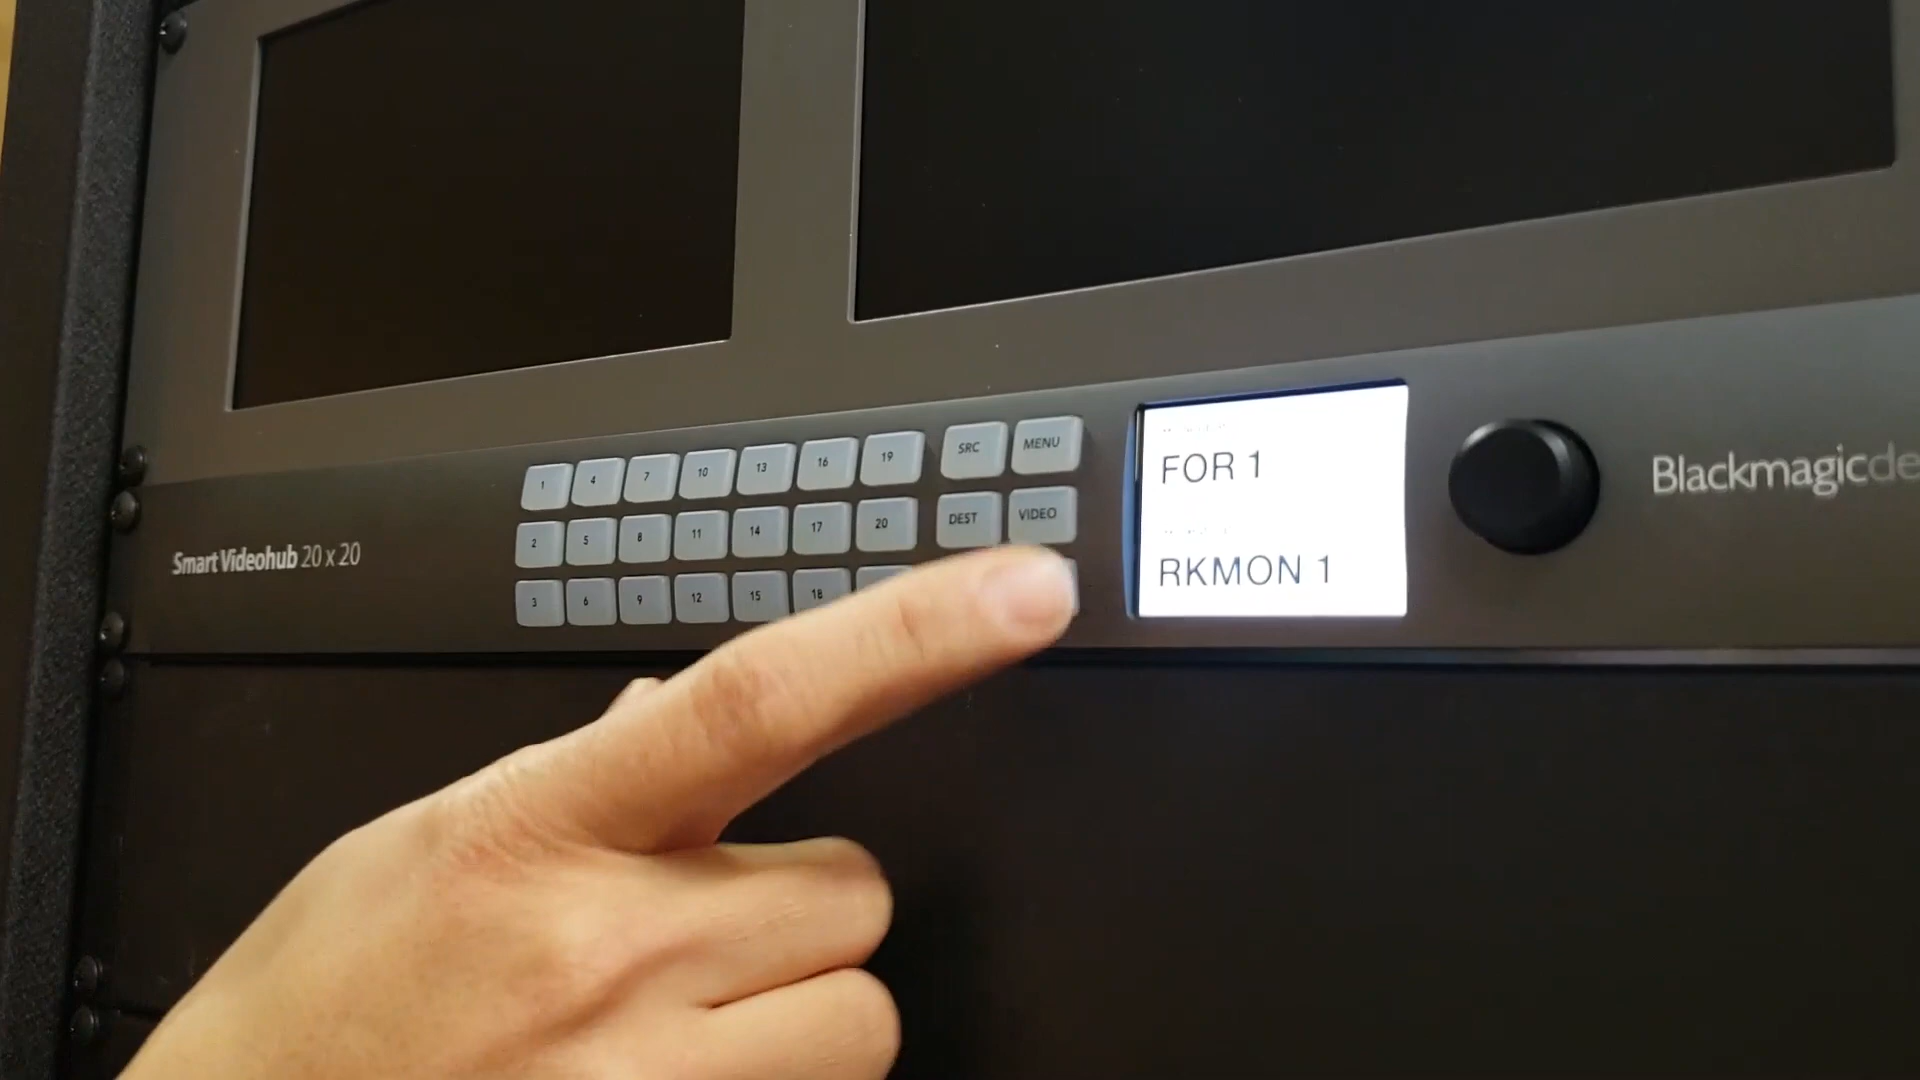 1 4 7 10 13 16 19 SRC MENU
2 5 8 11 14 17 20 DEST VIDEO
3 6 9 12 15 18
Smart Videohub 20 x 20
FOR 1
RKMON 1
Blackmagicde